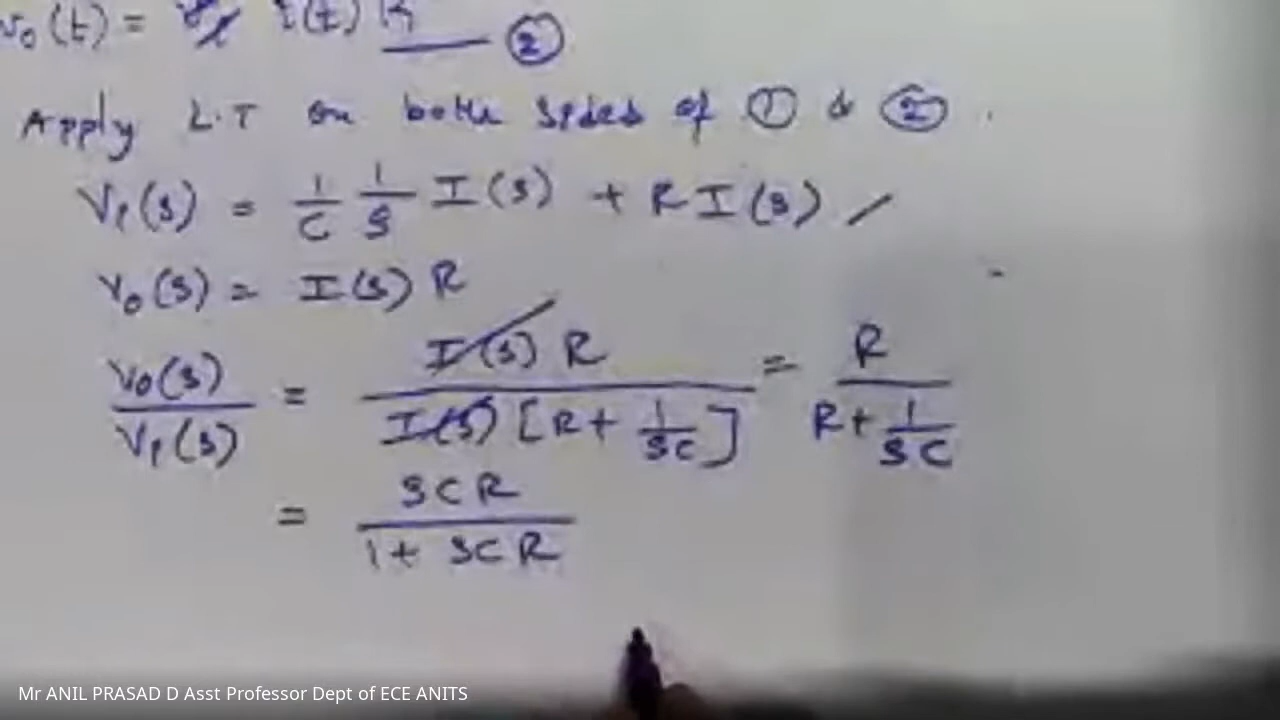 v₀(t) = i(t) R ——— ②
Apply L.T on both sides of ① & ②.
Vᵢ(s) = 1/C 1/S I(s) + R I(s)
V₀(s) = I(s) R
V₀(s)/Vᵢ(s) = I(s) R / I(s) [R + 1/SC] = R / R + 1/SC
= SCR / 1 + SCR
Mr ANIL PRASAD D Asst Professor Dept of ECE ANITS